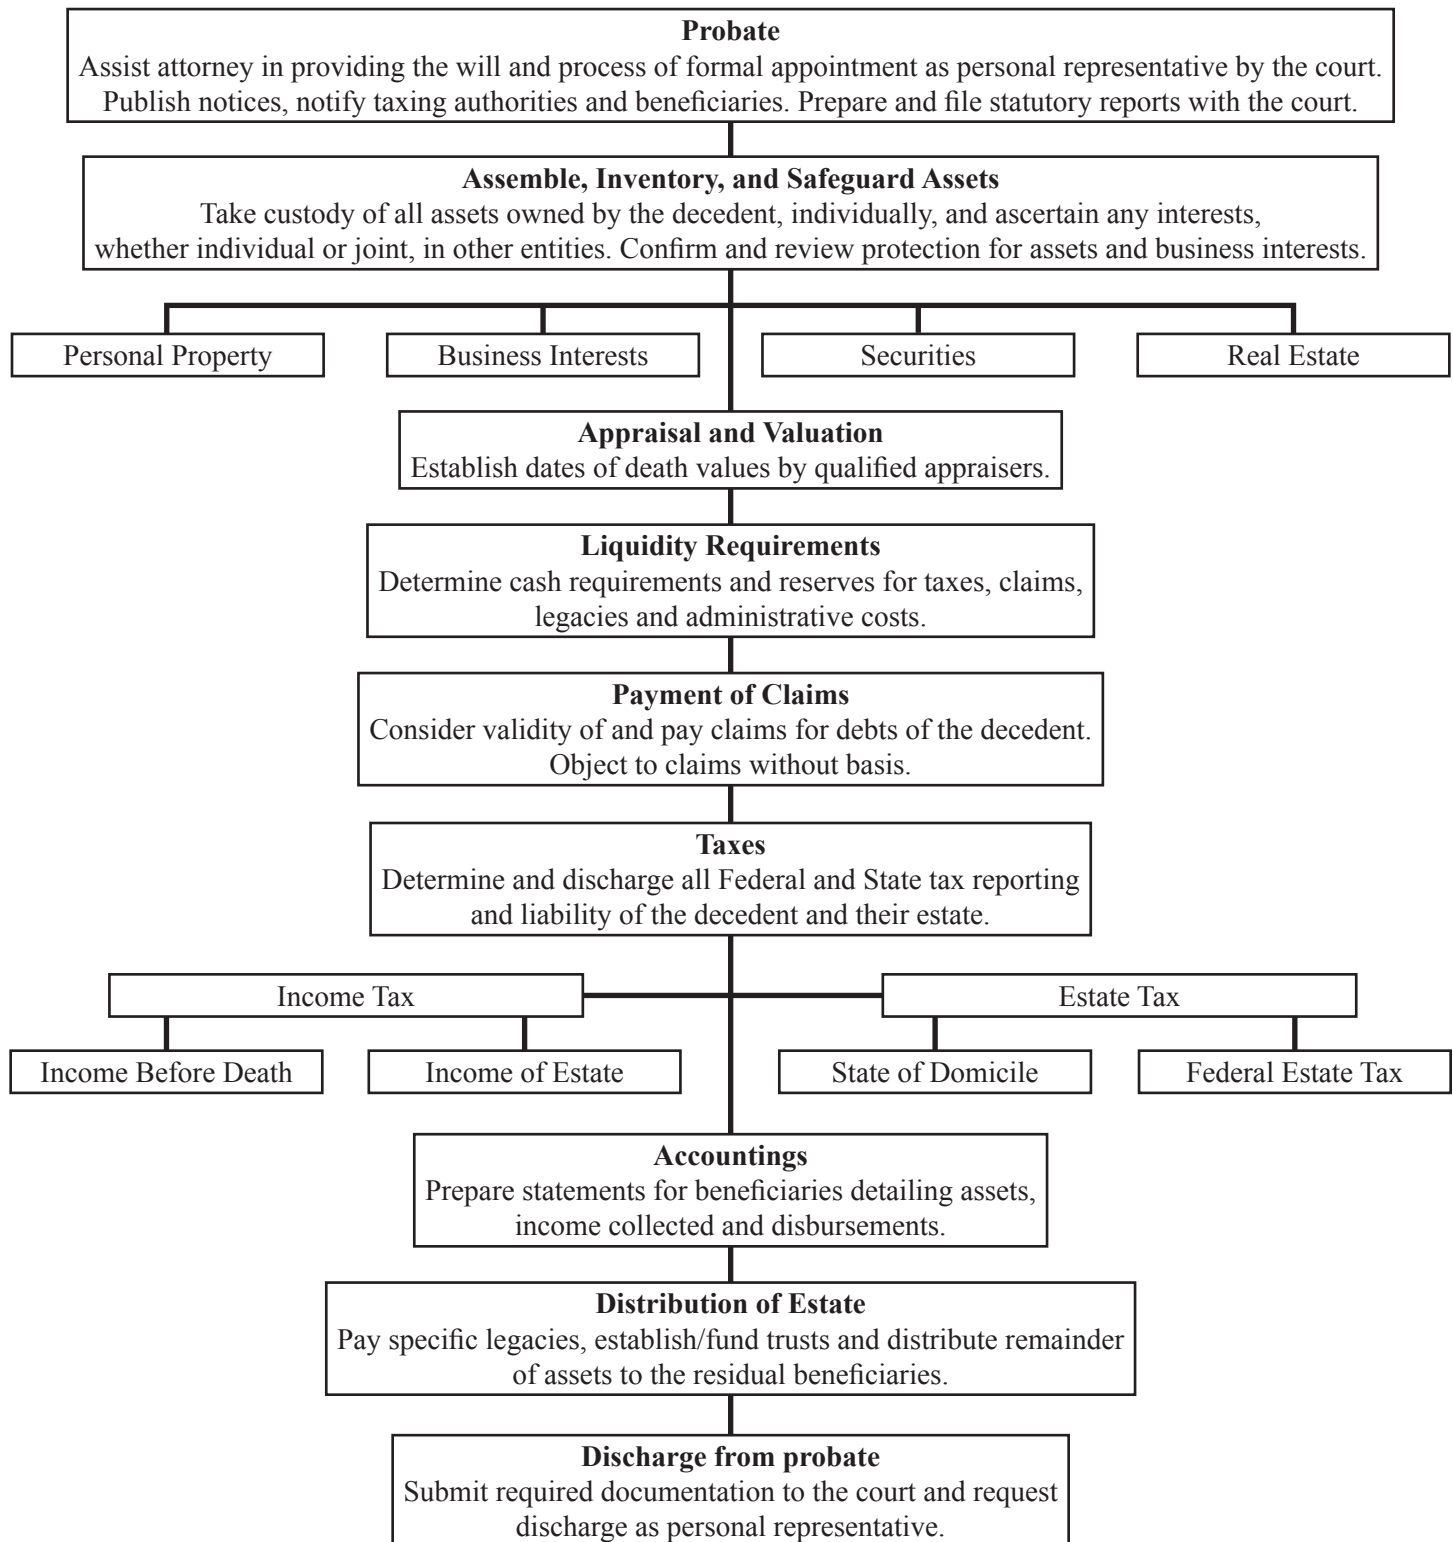 Probate
Assist attorney in providing the will and process of formal appointment as personal representative by the court.
Publish notices, notify taxing authorities and beneficiaries. Prepare and file statutory reports with the court.
Assemble, Inventory, and Safeguard Assets
Take custody of all assets owned by the decedent, individually, and ascertain any interests,
whether individual or joint, in other entities. Confirm and review protection for assets and business interests.
Personal Property
Business Interests
Securities
Real Estate
Appraisal and Valuation
Establish dates of death values by qualified appraisers.
Liquidity Requirements
Determine cash requirements and reserves for taxes, claims,
legacies and administrative costs.
Payment of Claims
Consider validity of and pay claims for debts of the decedent.
Object to claims without basis.
Taxes
Determine and discharge all Federal and State tax reporting
and liability of the decedent and their estate.
Income Tax
Estate Tax
Income Before Death
Income of Estate
State of Domicile
Federal Estate Tax
Accountings
Prepare statements for beneficiaries detailing assets,
income collected and disbursements.
Distribution of Estate
Pay specific legacies, establish/fund trusts and distribute remainder
of assets to the residual beneficiaries.
Discharge from probate
Submit required documentation to the court and request
discharge as personal representative.